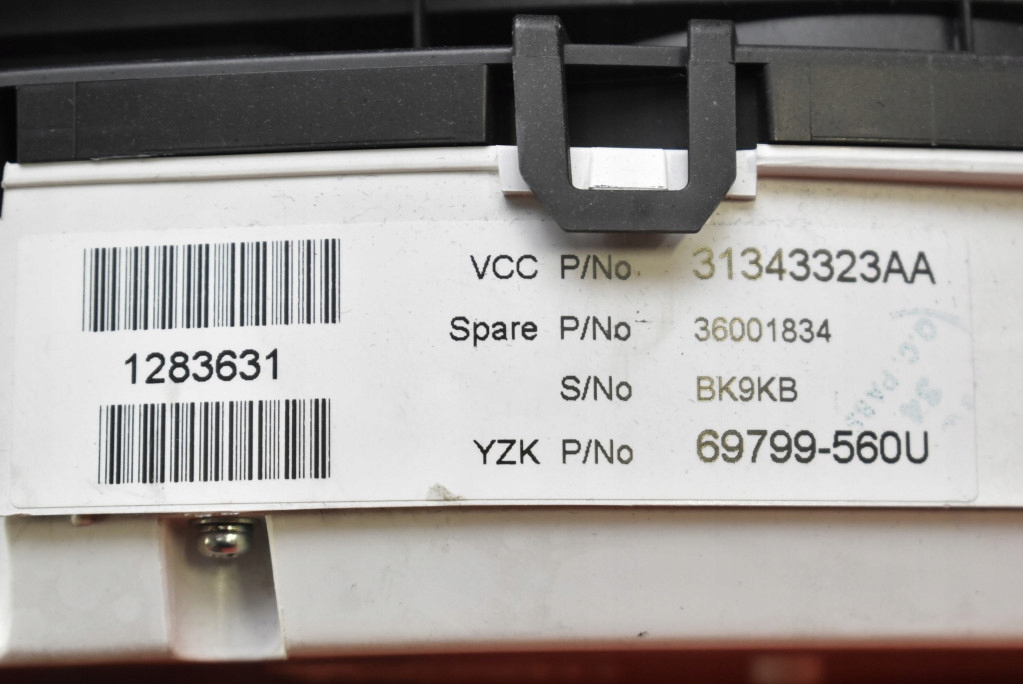 VCC P/No 31343323AA
Spare P/No 36001834
S/No BK9KB
YZK P/No 69799-560U
1283631